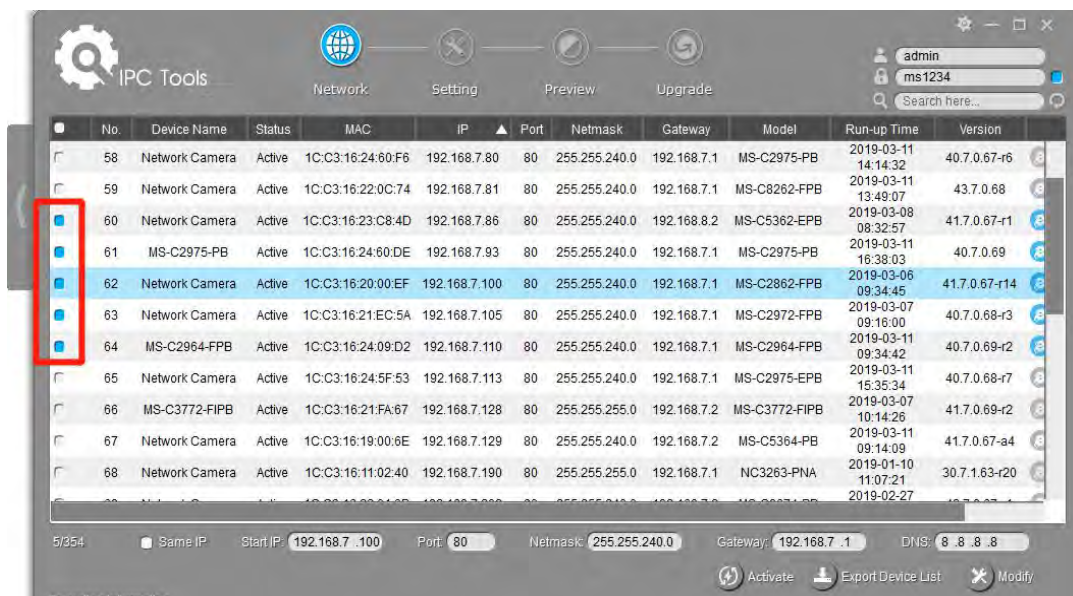 IPC Tools
Network Setting Preview Upgrade
admin
ms1234
Search here...
No. Device Name Status MAC IP Port Netmask Gateway Model Run-up Time Version
58 Network Camera Active 1C:C3:16:24:60:F6 192.168.7.80 80 255.255.240.0 192.168.7.1 MS-C2975-PB 2019-03-11 14:14:32 40.7.0.67-r6
59 Network Camera Active 1C:C3:16:22:0C:74 192.168.7.81 80 255.255.240.0 192.168.7.1 MS-C8262-FPB 2019-03-11 13:49:07 43.7.0.68
60 Network Camera Active 1C:C3:16:23:C8:4D 192.168.7.86 80 255.255.240.0 192.168.8.2 MS-C5362-EPB 2019-03-08 08:32:57 41.7.0.67-r1
61 MS-C2975-PB Active 1C:C3:16:24:60:DE 192.168.7.93 80 255.255.240.0 192.168.7.1 MS-C2975-PB 2019-03-11 16:38:03 40.7.0.69
62 Network Camera Active 1C:C3:16:20:00:EF 192.168.7.100 80 255.255.240.0 192.168.7.1 MS-C2862-FPB 2019-03-06 09:34:45 41.7.0.67-r14
63 Network Camera Active 1C:C3:16:21:EC:5A 192.168.7.105 80 255.255.240.0 192.168.7.1 MS-C2972-FPB 2019-03-07 09:16:00 40.7.0.68-r3
64 MS-C2964-FPB Active 1C:C3:16:24:09:D2 192.168.7.110 80 255.255.240.0 192.168.7.1 MS-C2964-FPB 2019-03-11 09:34:42 40.7.0.69-r2
65 Network Camera Active 1C:C3:16:24:5F:53 192.168.7.113 80 255.255.240.0 192.168.7.1 MS-C2975-EPB 2019-03-11 15:35:34 40.7.0.68-r7
66 MS-C3772-FIPB Active 1C:C3:16:21:FA:67 192.168.7.128 80 255.255.255.0 192.168.7.2 MS-C3772-FIPB 2019-03-07 10:14:26 41.7.0.69-r2
67 Network Camera Active 1C:C3:16:19:00:6E 192.168.7.129 80 255.255.240.0 192.168.7.2 MS-C5364-PB 2019-03-11 09:14:09 41.7.0.67-a4
68 Network Camera Active 1C:C3:16:11:02:40 192.168.7.190 80 255.255.255.0 192.168.7.1 NC3263-PNA 2019-01-10 11:07:21 30.7.1.63-r20
2019-02-27
5/354 Same IP Start IP: 192.168.7 .100 Port: 80 Netmask: 255.255.240.0 Gateway: 192.168.7 .1 DNS: 8 .8 .8 .8
Activate Export Device List Modify